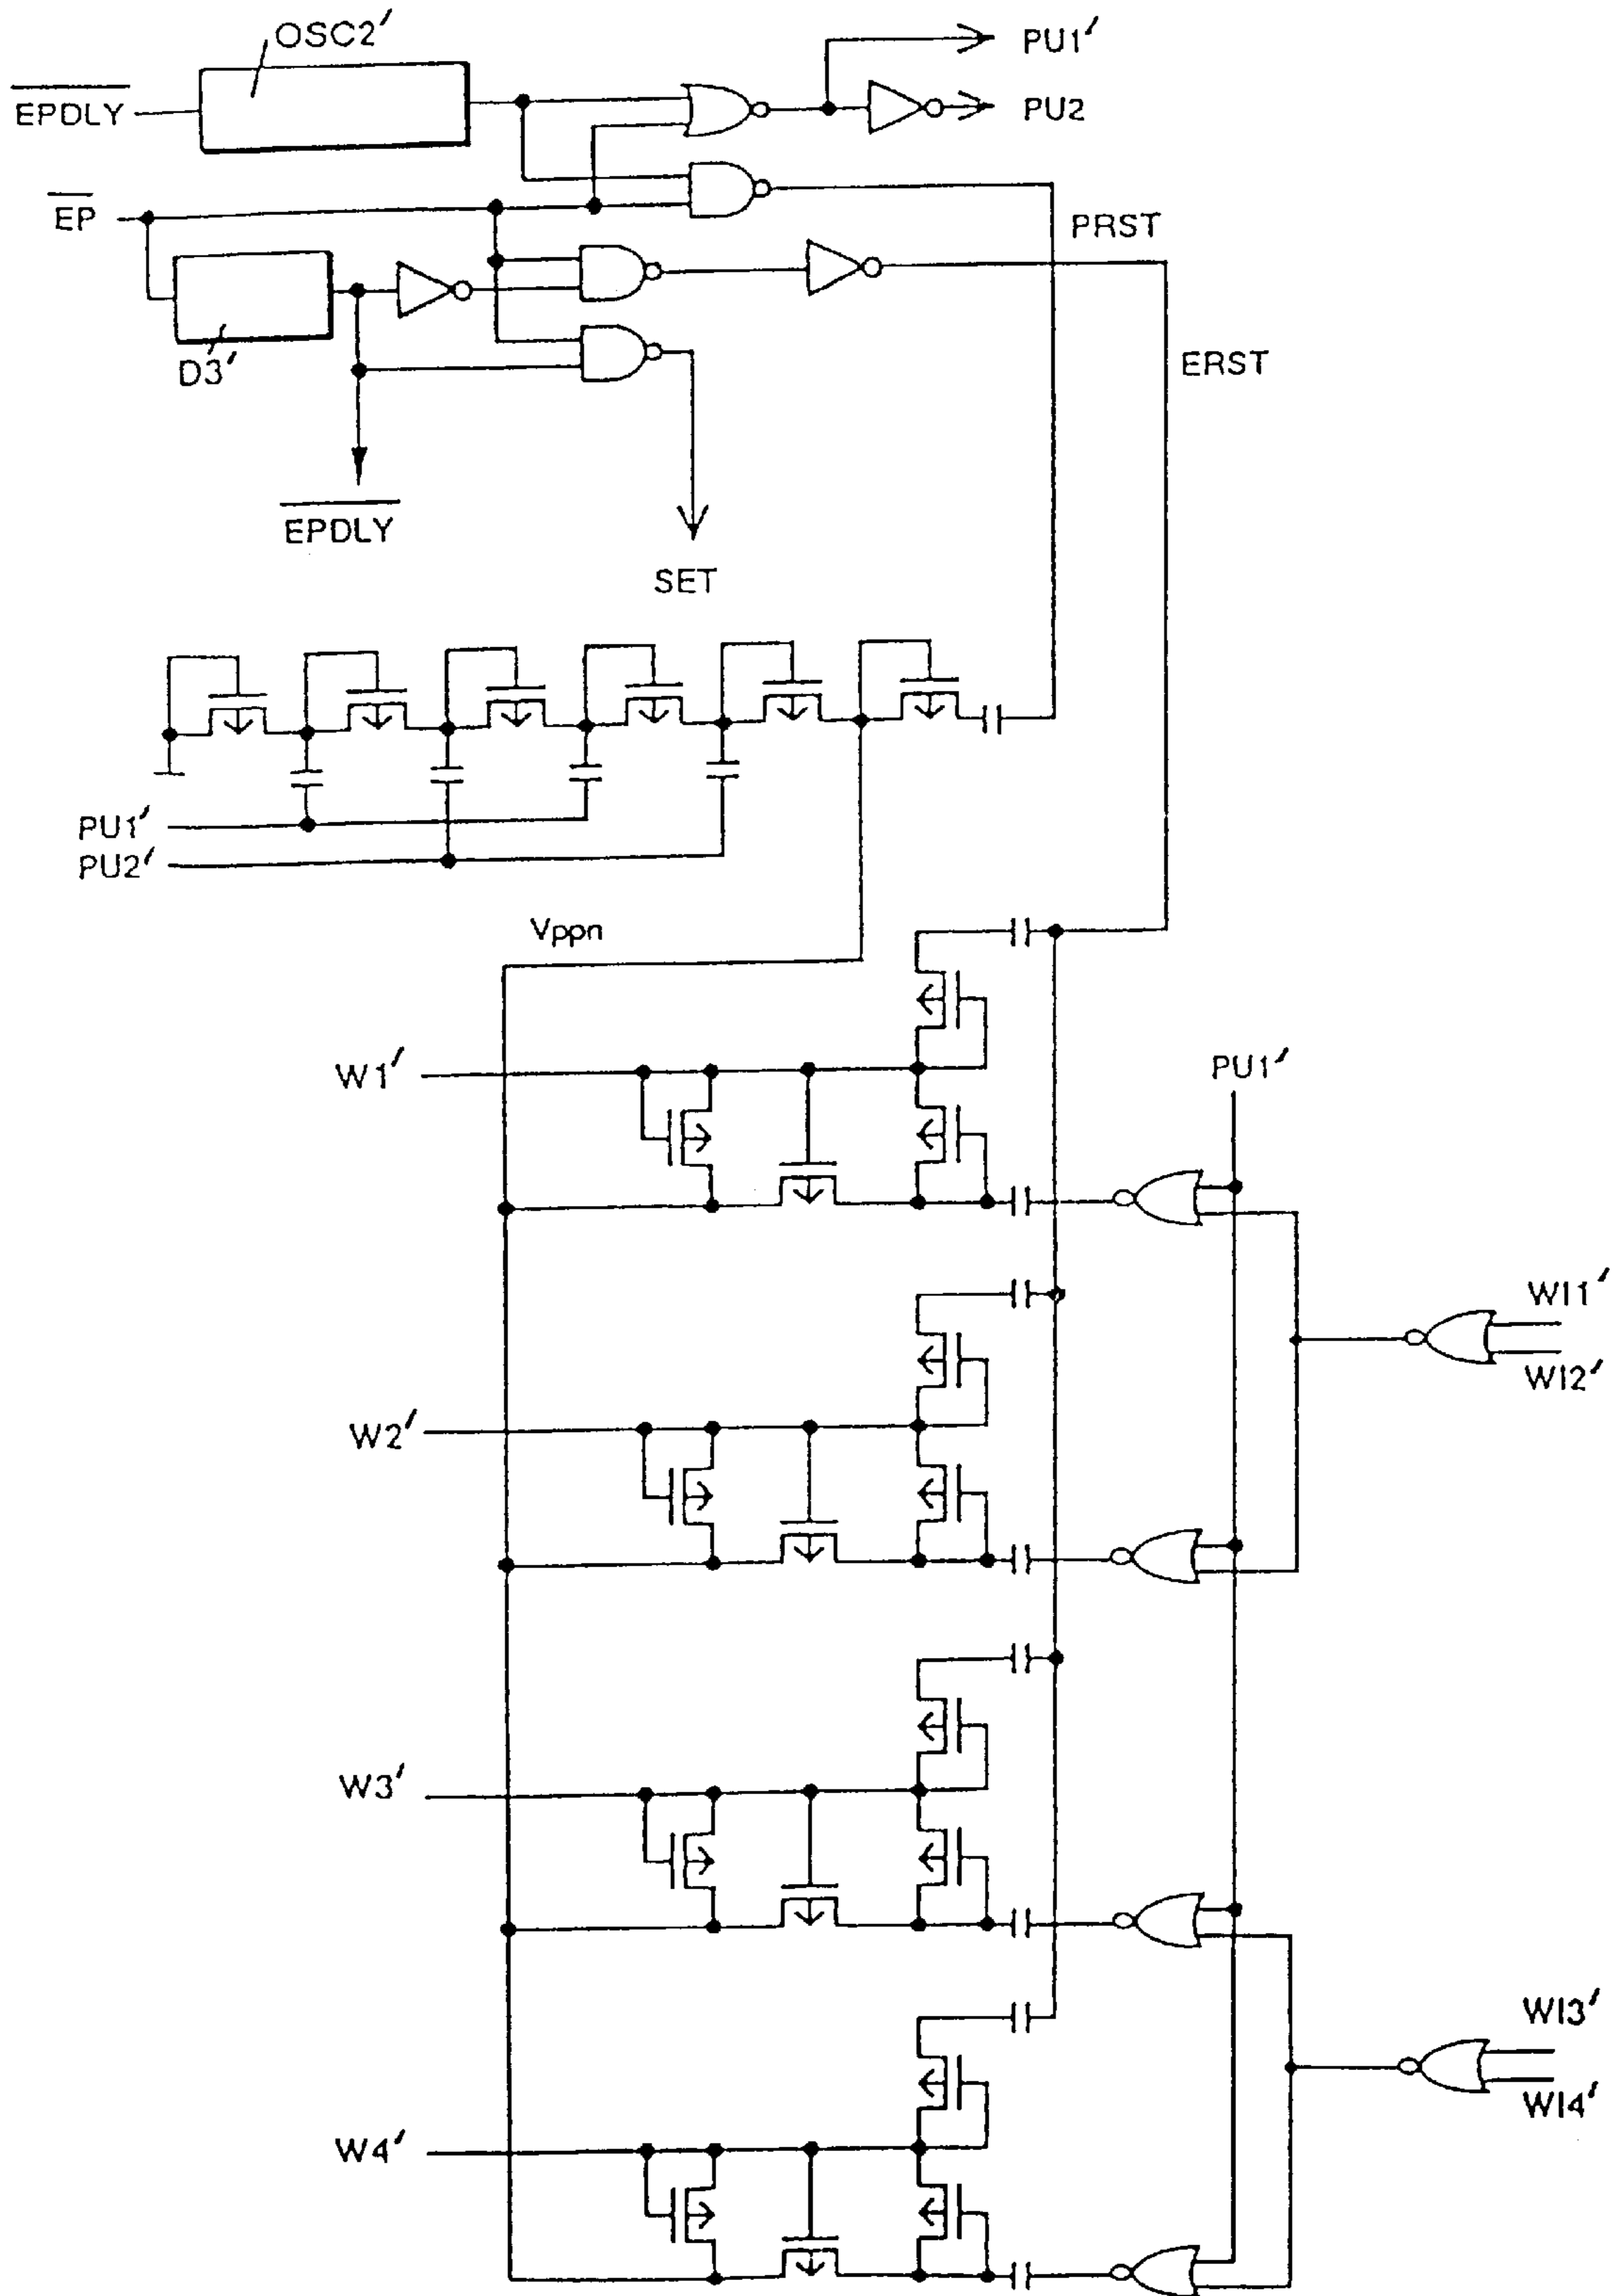 OSC2′
PU1′
EPDLY
PU2
EP
PRST
D3′
ERST
EPDLY
SET
PU1′
PU2′
Vppn
W1′
PU1′
WI1′
WI2′
W2′
W3′
WI3′
WI4′
W4′